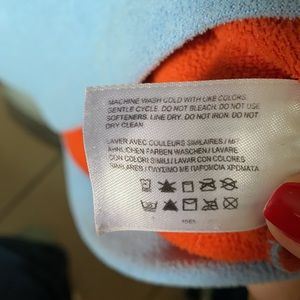 MACHINE WASH COLD WITH LIKE COLORS.
GENTLE CYCLE. DO NOT BLEACH. DO NOT USE
SOFTENERS. LINE DRY. DO NOT IRON. DO NOT
DRY CLEAN.
LAVER AVEC COULEURS SIMILAIRES / MIT
ÄHNLICHEN FARBEN WASCHEN / LAVARE
CON COLORI SIMILI / LAVAR CON COLORES
SIMILARES / ΠΛΥΣΙΜΟ ΜΕ ΠΑΡΟΜΟΙΑ ΧΡΩΜΑΤΑ